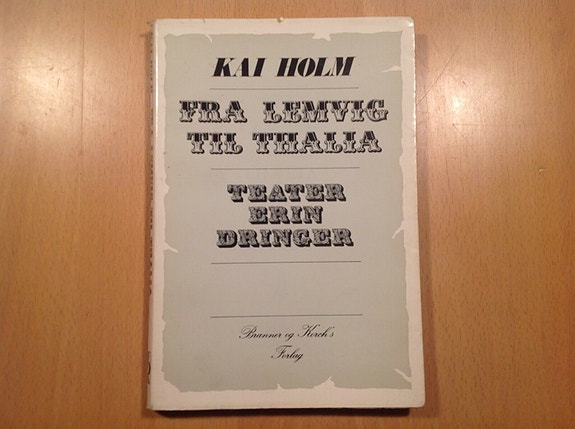 KAI HOLM
FRA LEMVIG
TIL THALIA
TEATER
ERIN
DRINGER
Branner og Korch's
Forlag